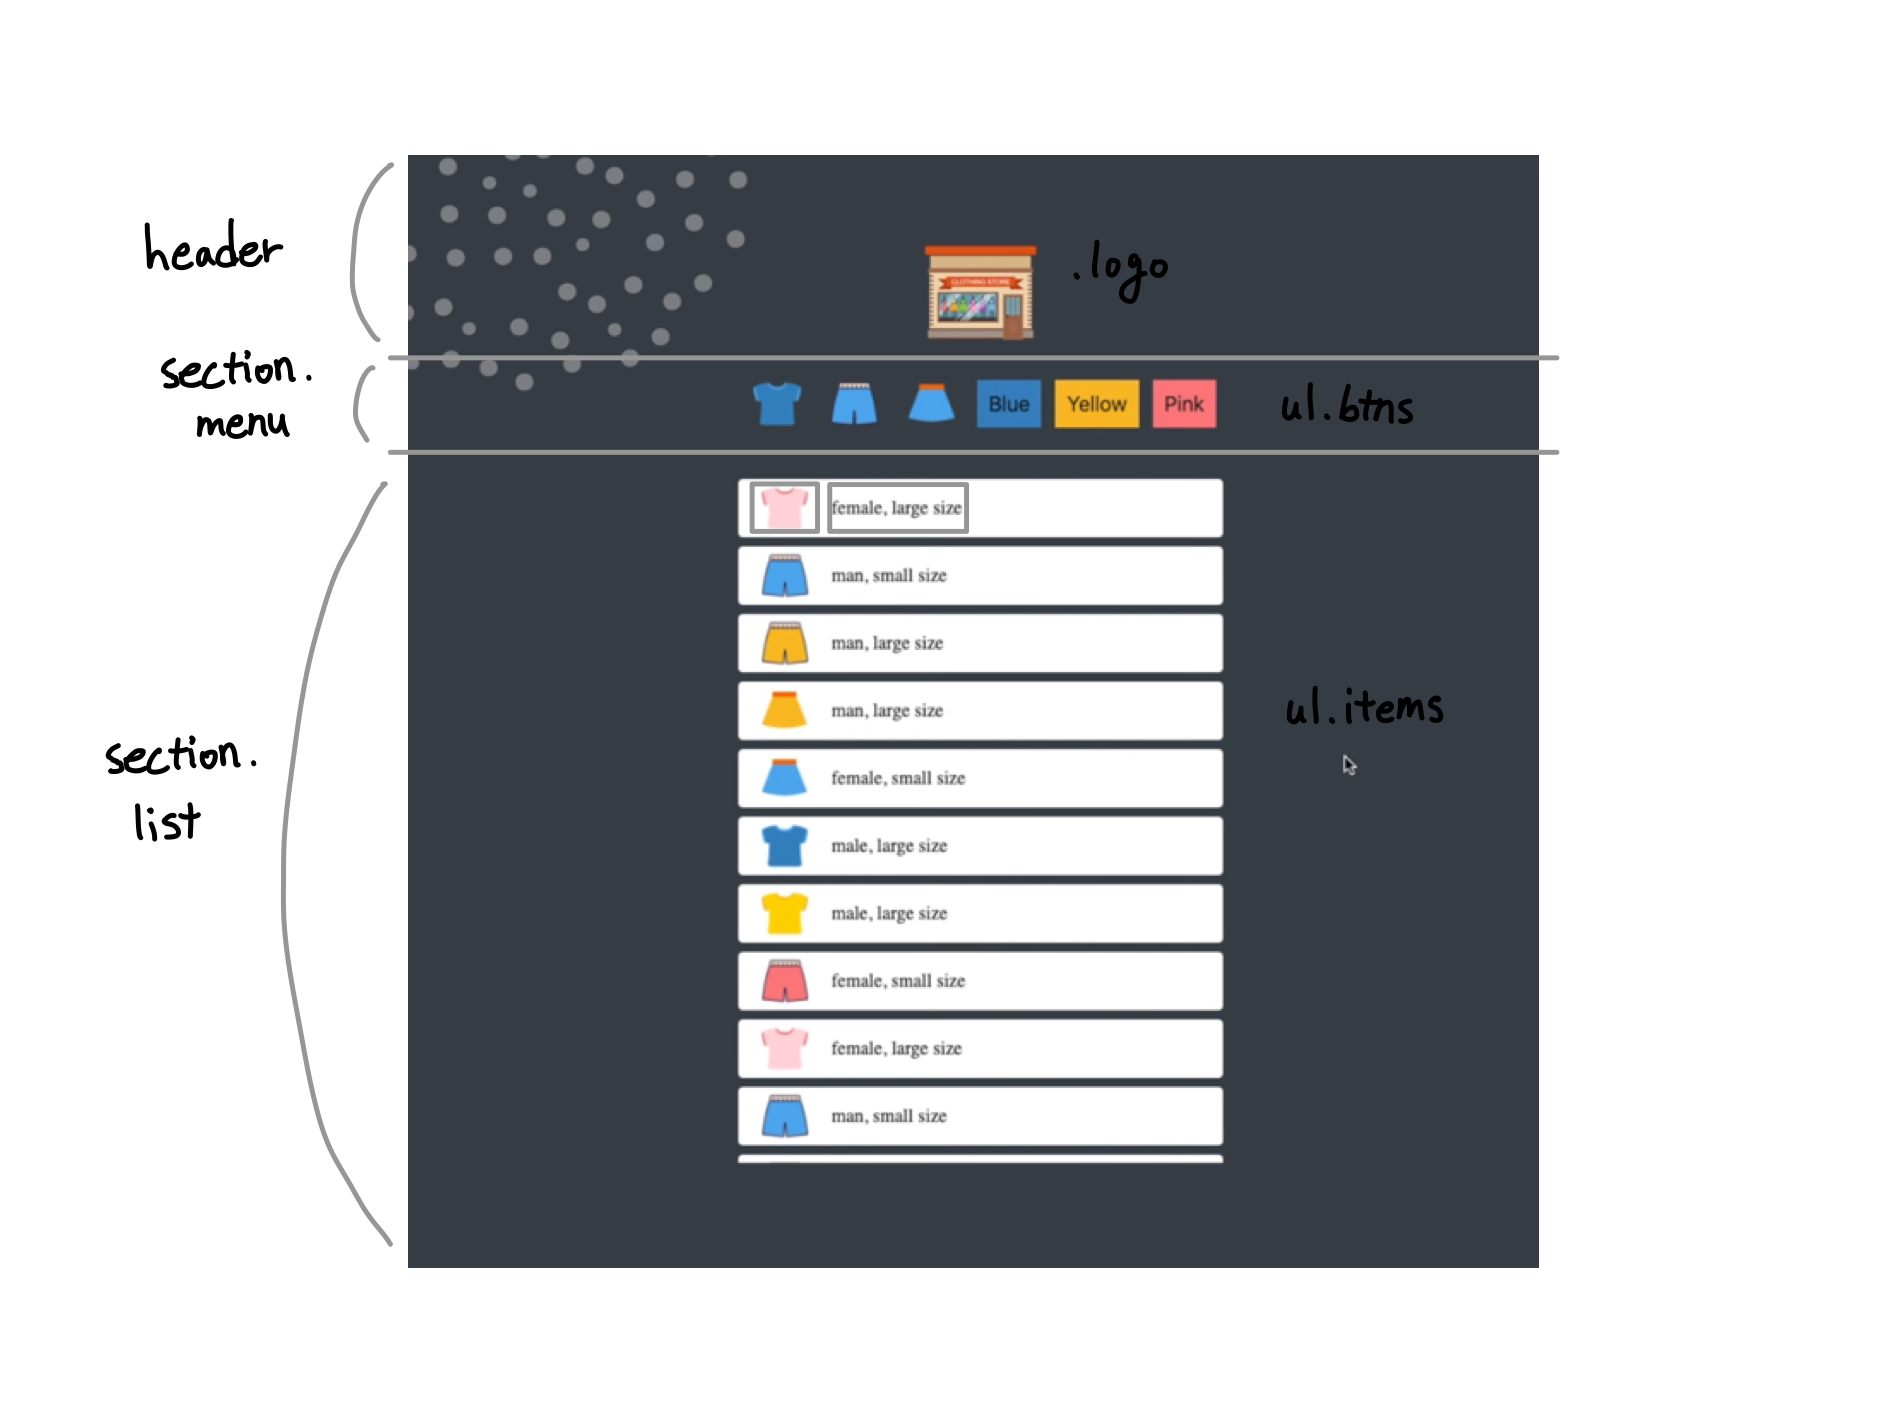 header
CLOTHING STORE
.logo
section.
menu
Blue
Yellow
Pink
ul.btns
female, large size
man, small size
man, large size
man, large size
ul.items
female, small size
section.
list
male, large size
male, large size
female, small size
female, large size
man, small size